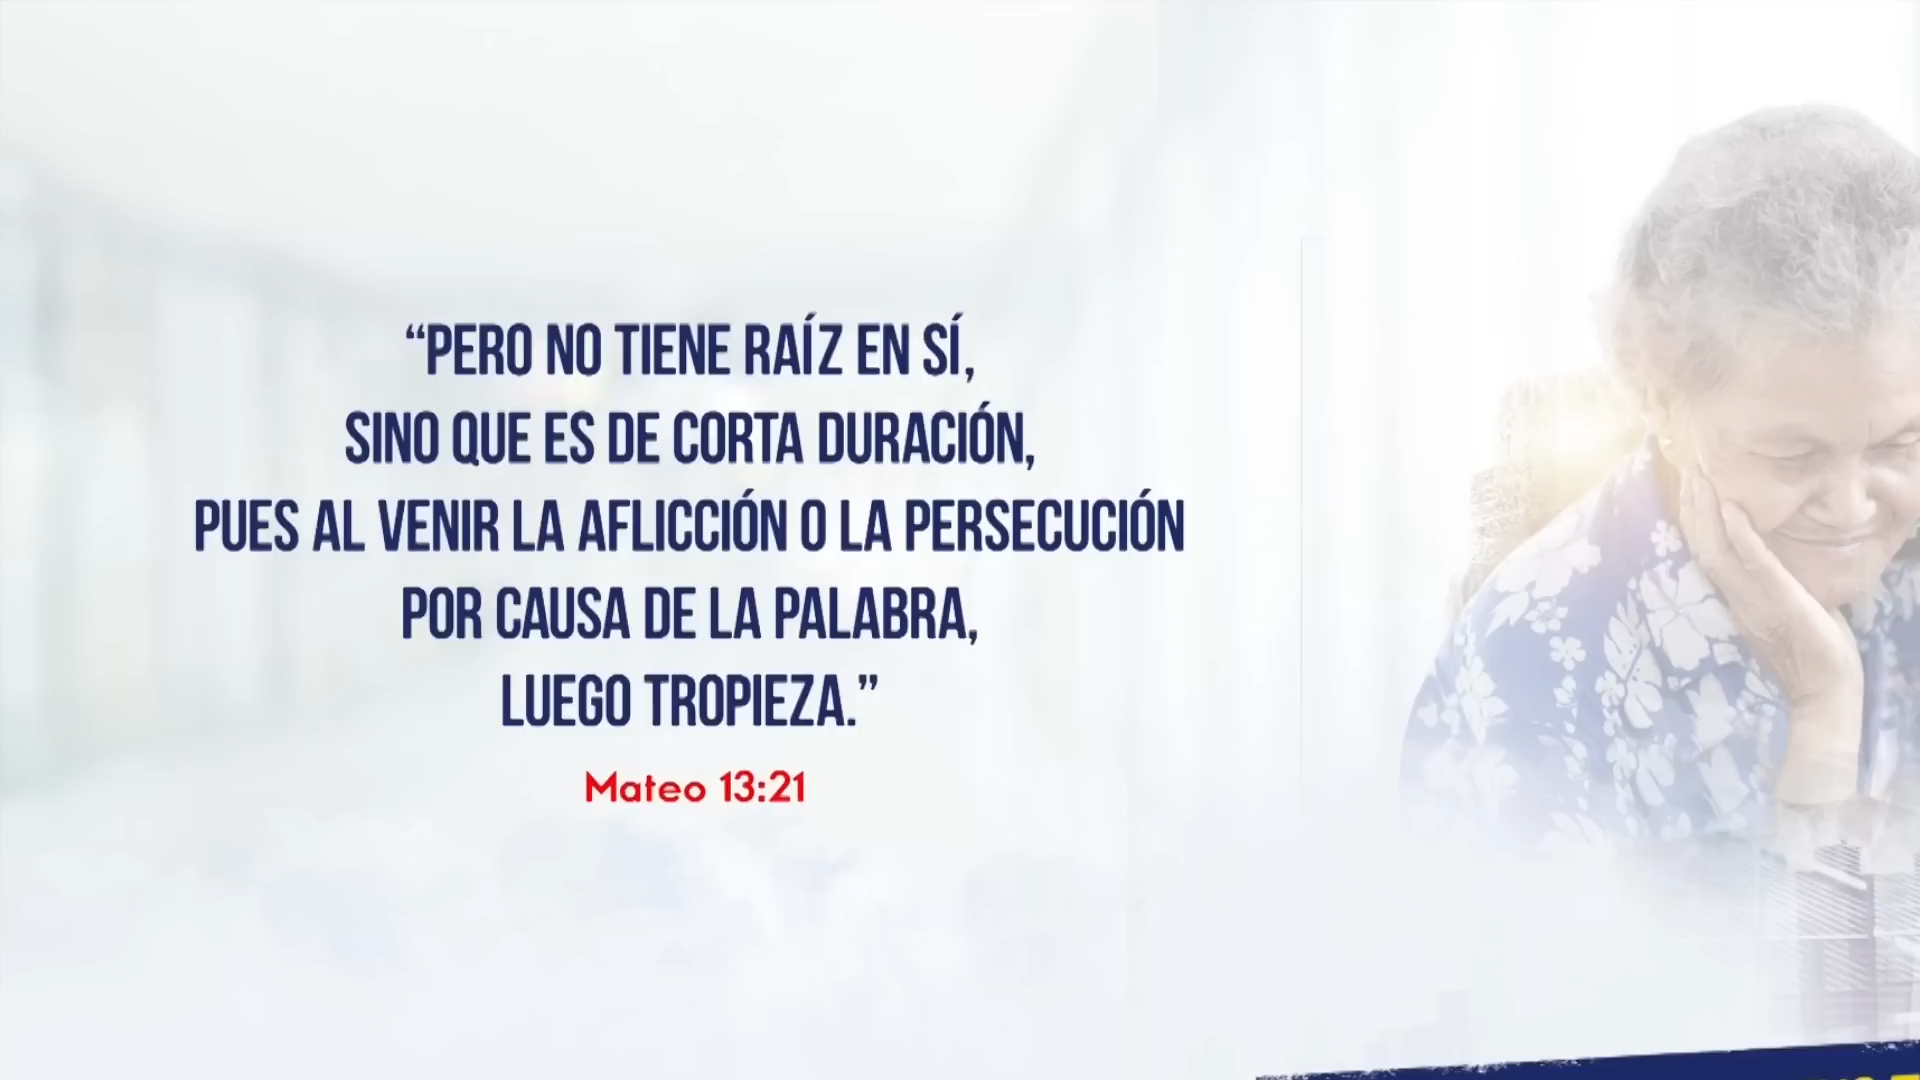 “PERO NO TIENE RAÍZ EN SÍ,
SINO QUE ES DE CORTA DURACIÓN,
PUES AL VENIR LA AFLICCIÓN O LA PERSECUCIÓN
POR CAUSA DE LA PALABRA,
LUEGO TROPIEZA.”
Mateo 13:21